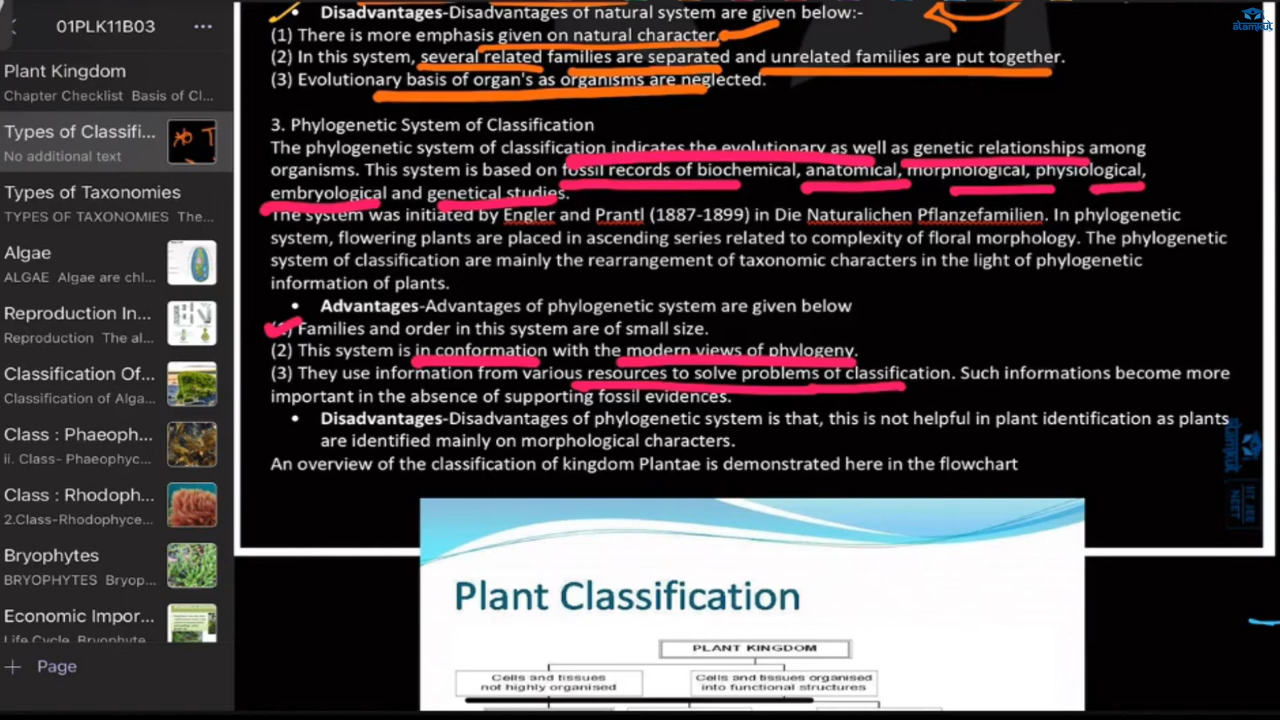 01PLK11B03
Plant Kingdom
Chapter Checklist Basis of Cl...
Types of Classifi...
No additional text
Types of Taxonomies
TYPES OF TAXONOMIES The...
Algae
ALGAE Algae are chl...
Reproduction In...
Reproduction The al...
Classification Of...
Classification of Alga...
Class : Phaeoph...
ii. Class- Phaeophyc...
Class : Rhodoph...
2.Class-Rhodophyce...
Bryophytes
BRYOPHYTES Bryop...
Economic Impor...
Life Cycle, Bryophyte
+ Page
• Disadvantages-Disadvantages of natural system are given below:-
(1) There is more emphasis given on natural character.
(2) In this system, several related families are separated and unrelated families are put together.
(3) Evolutionary basis of organ's as organisms are neglected.
3. Phylogenetic System of Classification
The phylogenetic system of classification indicates the evolutionary as well as genetic relationships among
organisms. This system is based on fossil records of biochemical, anatomical, morphological, physiological,
embryological and genetical studies.
The system was initiated by Engler and Prantl (1887-1899) in Die Naturalichen Pflanzefamilien. In phylogenetic
system, flowering plants are placed in ascending series related to complexity of floral morphology. The phylogenetic
system of classification are mainly the rearrangement of taxonomic characters in the light of phylogenetic
information of plants.
• Advantages-Advantages of phylogenetic system are given below
Families and order in this system are of small size.
(2) This system is in conformation with the modern views of phylogeny.
(3) They use information from various resources to solve problems of classification. Such informations become more
important in the absence of supporting fossil evidences.
• Disadvantages-Disadvantages of phylogenetic system is that, this is not helpful in plant identification as plants
are identified mainly on morphological characters.
An overview of the classification of kingdom Plantae is demonstrated here in the flowchart
Plant Classification
PLANT KINGDOM
Cells and tissues
not highly organised
Cells and tissues organised
into functional structures
alamkut
alamkut
NEET
IIT JEE